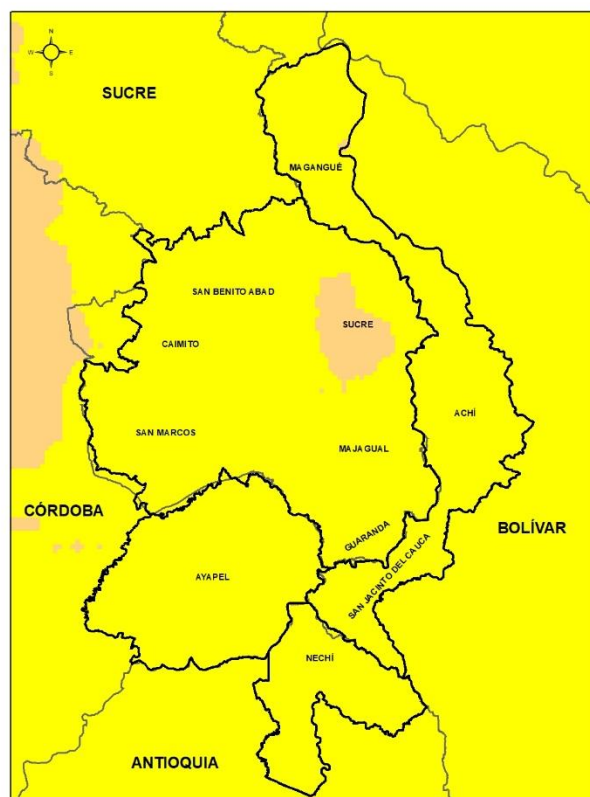 N
W E
S
SUCRE
MAGANGUÉ
SAN BENITO ABAD
SUCRE
CAIMITO
ACHÍ
SAN MARCOS
MAJAGUAL
CÓRDOBA
BOLÍVAR
GUARANDA
SAN JACINTO DEL CAUCA
AYAPEL
NECHÍ
ANTIOQUIA